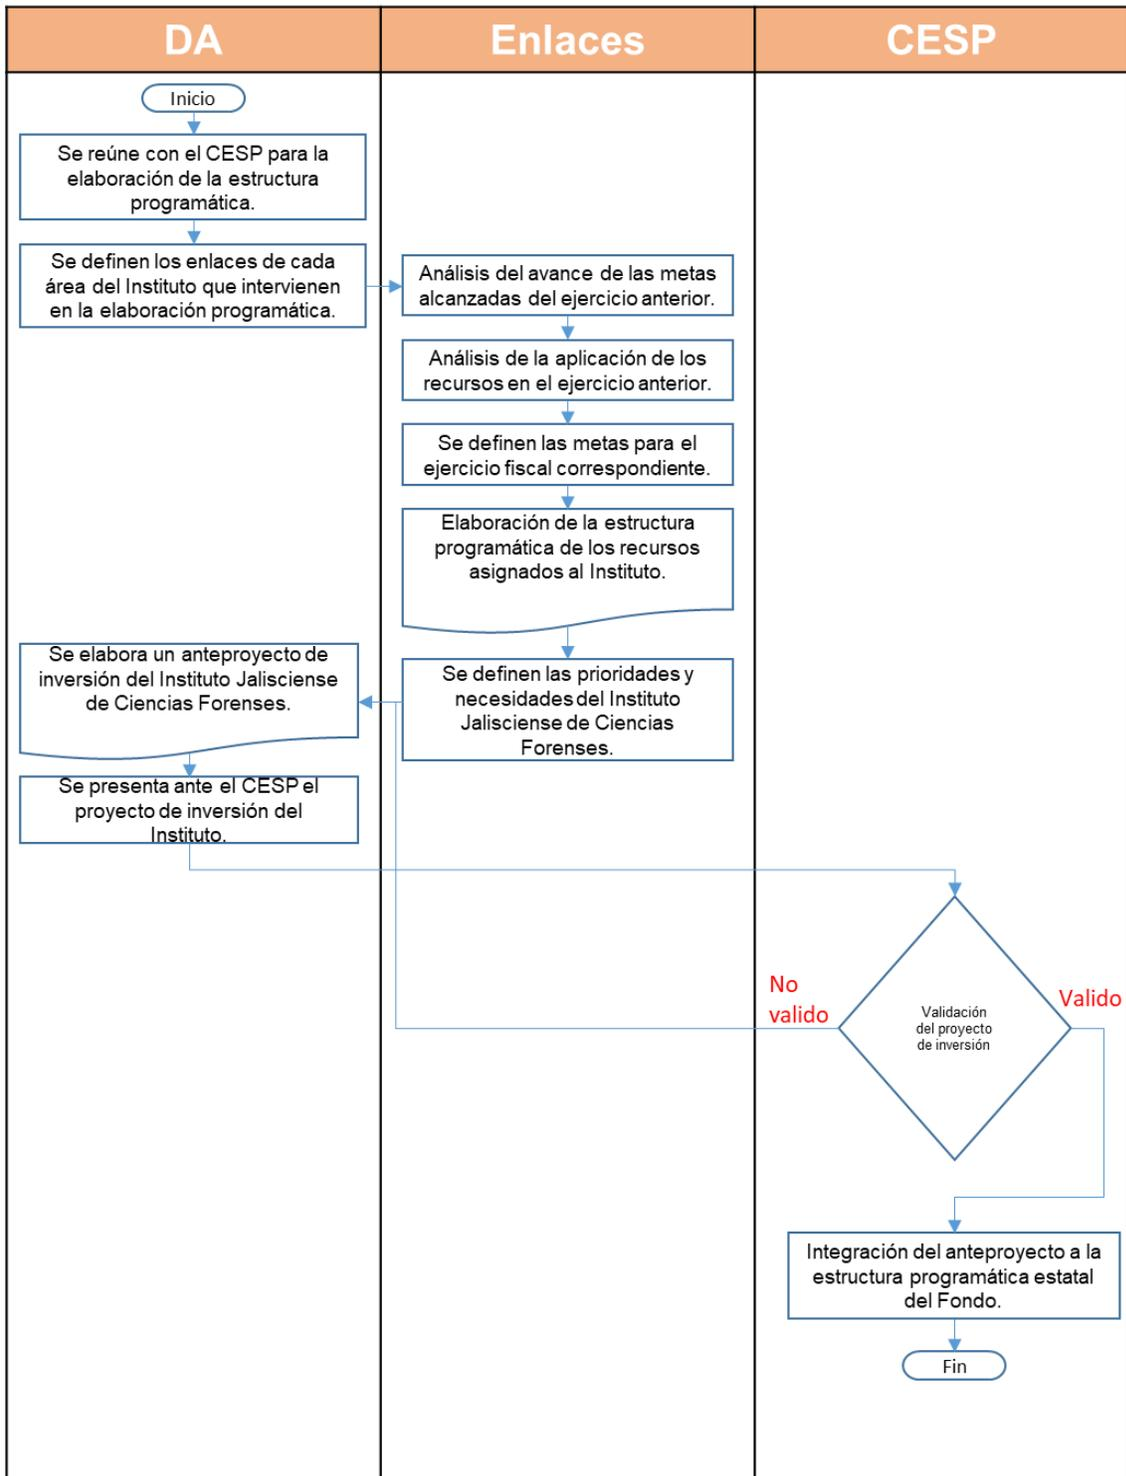 DA
Enlaces
CESP
Inicio
Se reúne con el CESP para la
elaboración de la estructura
programática.
Se definen los enlaces de cada
área del Instituto que intervienen
en la elaboración programática.
Análisis del avance de las metas
alcanzadas del ejercicio anterior.
Análisis de la aplicación de los
recursos en el ejercicio anterior.
Se definen las metas para el
ejercicio fiscal correspondiente.
Elaboración de la estructura
programática de los recursos
asignados al Instituto.
Se definen las prioridades y
necesidades del Instituto
Jalisciense de Ciencias
Forenses.
Se elabora un anteproyecto de
inversión del Instituto Jalisciense
de Ciencias Forenses.
Se presenta ante el CESP el
proyecto de inversión del
Instituto.
Validación
del proyecto
de inversión
No
valido
Valido
Integración del anteproyecto a la
estructura programática estatal
del Fondo.
Fin